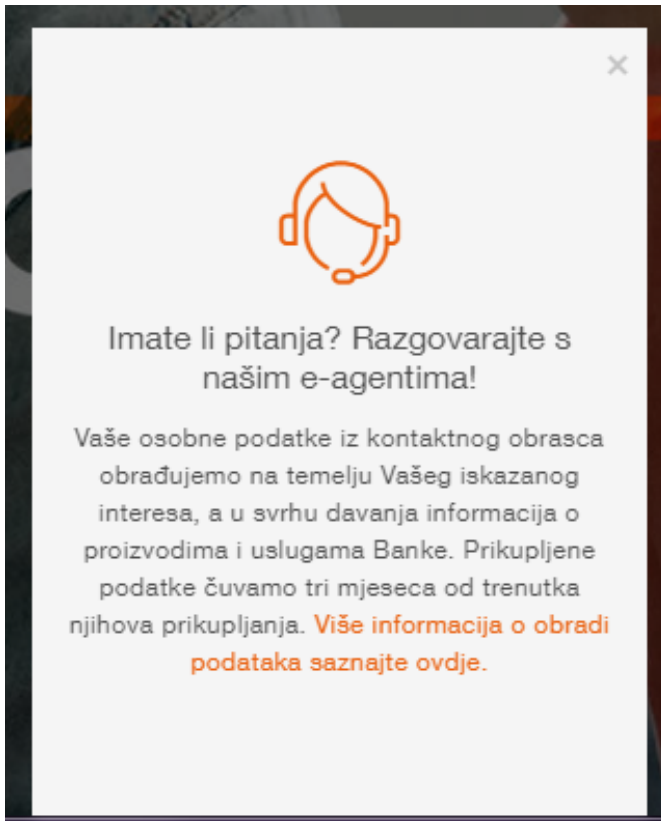 Imate li pitanja? Razgovarajte s
našim e-agentima!
Vaše osobne podatke iz kontaktnog obrasca
obrađujemo na temelju Vašeg iskazanog
interesa, a u svrhu davanja informacija o
proizvodima i uslugama Banke. Prikupljene
podatke čuvamo tri mjeseca od trenutka
njihova prikupljanja. Više informacija o obradi
podataka saznajte ovdje.